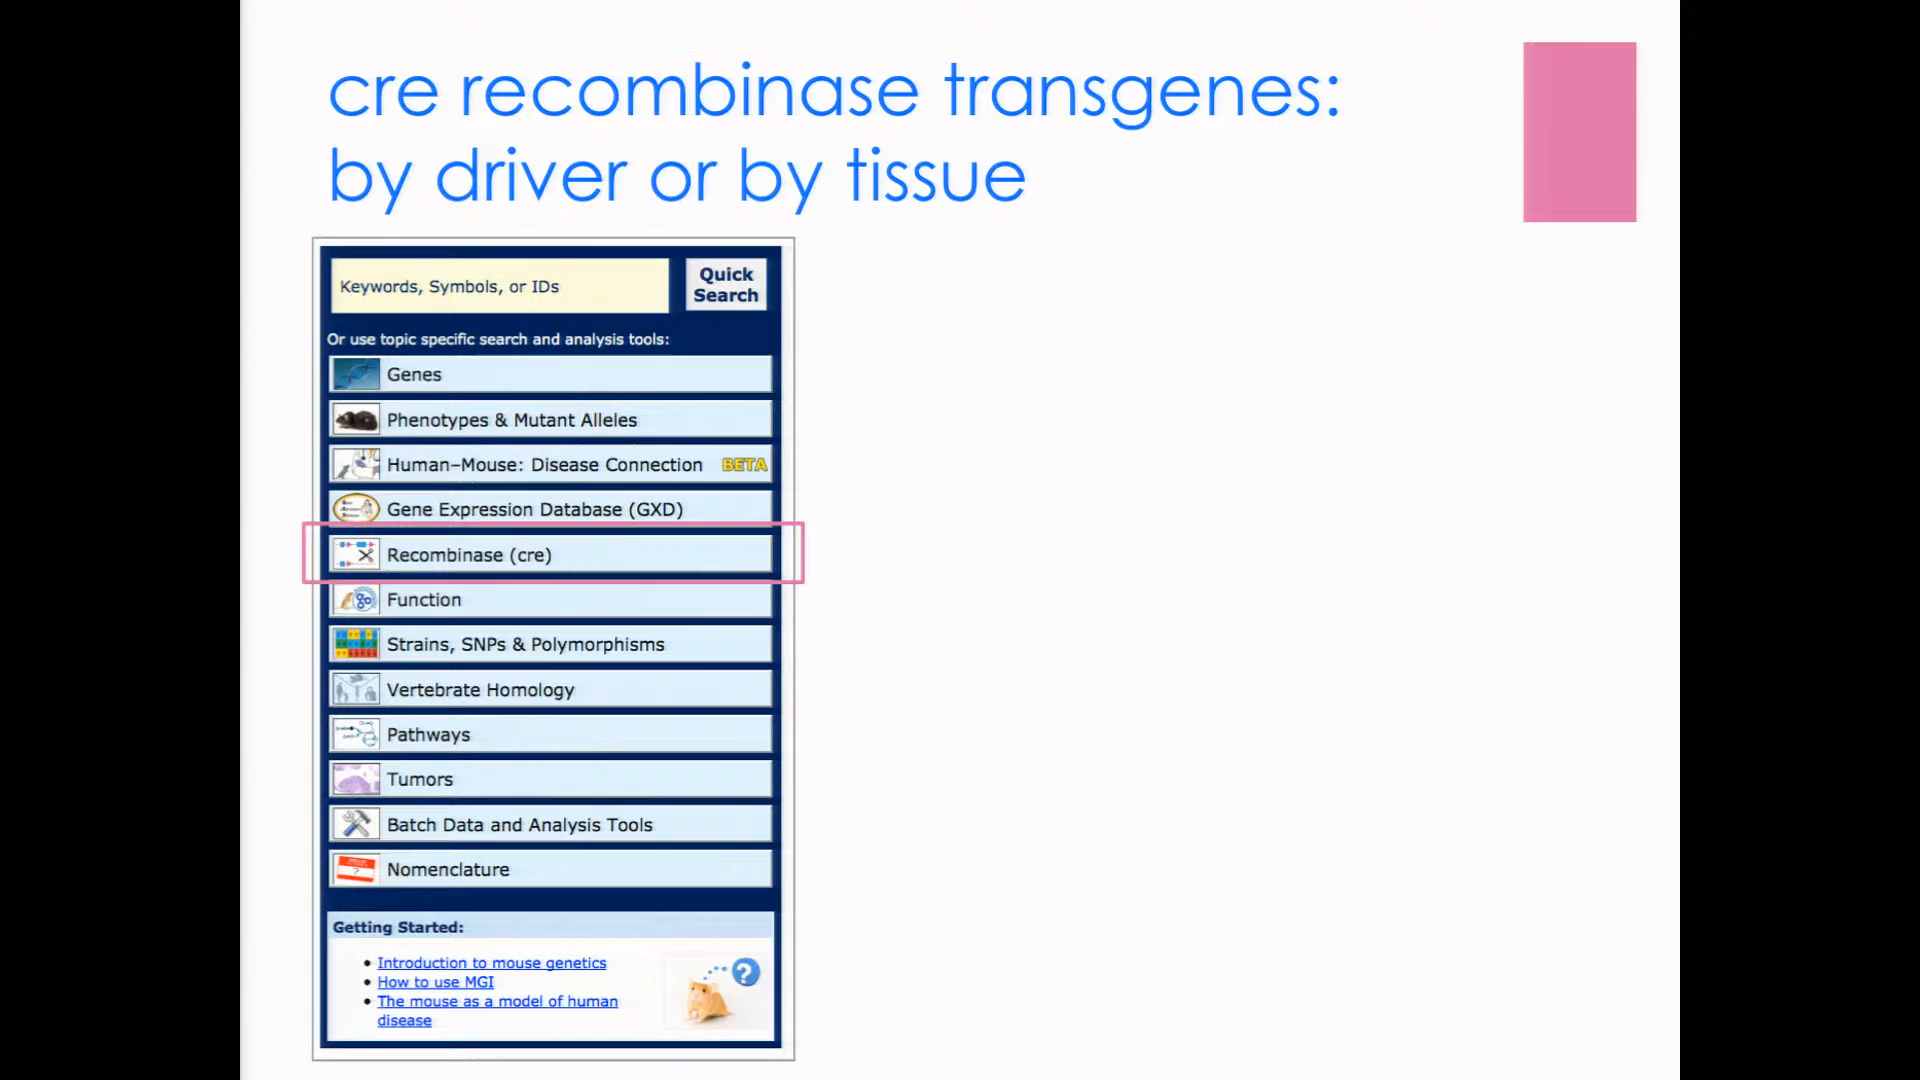 cre recombinase transgenes:
by driver or by tissue
Keywords, Symbols, or IDs
Quick
Search
Or use topic specific search and analysis tools:
Genes
Phenotypes & Mutant Alleles
Human–Mouse: Disease Connection BETA
Gene Expression Database (GXD)
Recombinase (cre)
Function
Strains, SNPs & Polymorphisms
Vertebrate Homology
Pathways
Tumors
Batch Data and Analysis Tools
Nomenclature
Getting Started:
• Introduction to mouse genetics
• How to use MGI
• The mouse as a model of human
disease
?